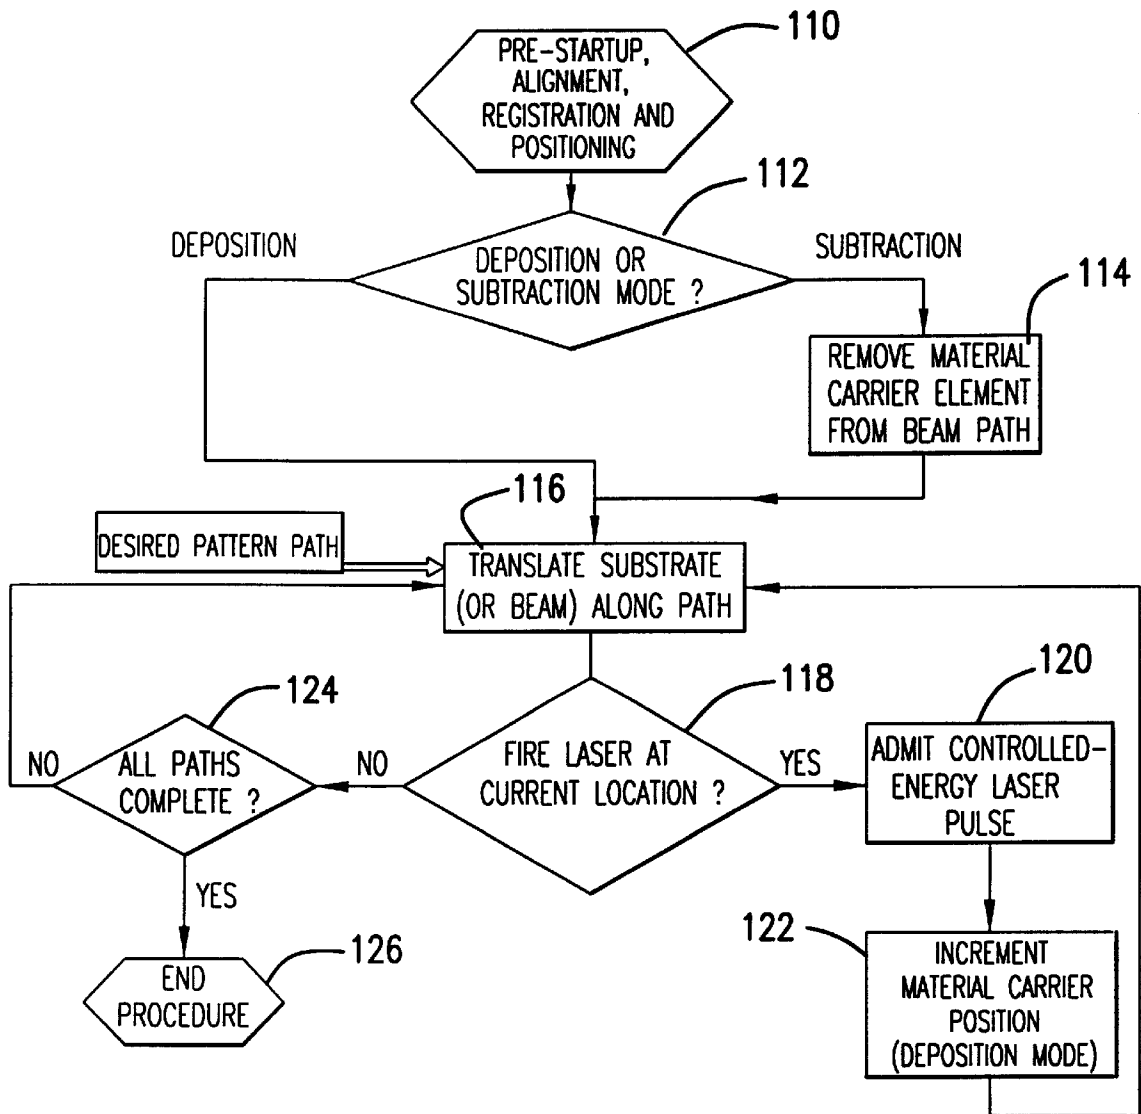 110
PRE-STARTUP,
ALIGNMENT,
REGISTRATION AND
POSITIONING
112
DEPOSITION
DEPOSITION OR
SUBTRACTION MODE ?
SUBTRACTION
114
REMOVE MATERIAL
CARRIER ELEMENT
FROM BEAM PATH
116
DESIRED PATTERN PATH
TRANSLATE SUBSTRATE
(OR BEAM) ALONG PATH
118
FIRE LASER AT
CURRENT LOCATION ?
YES
NO
120
ADMIT CONTROLLED-
ENERGY LASER
PULSE
122
INCREMENT
MATERIAL CARRIER
POSITION
(DEPOSITION MODE)
124
ALL PATHS
COMPLETE ?
NO
YES
126
END
PROCEDURE